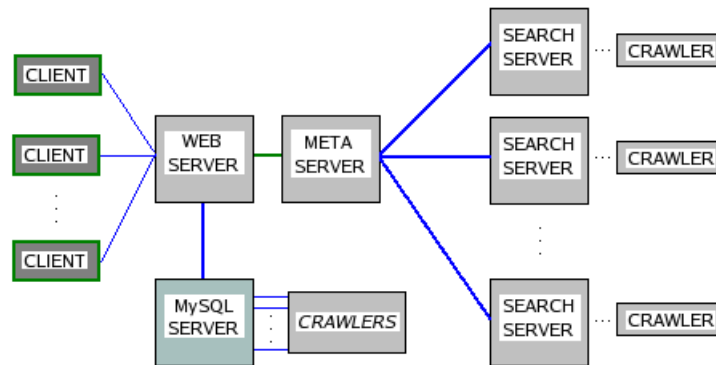 CLIENT
CLIENT
CLIENT
WEB
SERVER
META
SERVER
MySQL
SERVER
CRAWLERS
SEARCH
SERVER
CRAWLER
SEARCH
SERVER
CRAWLER
SEARCH
SERVER
CRAWLER